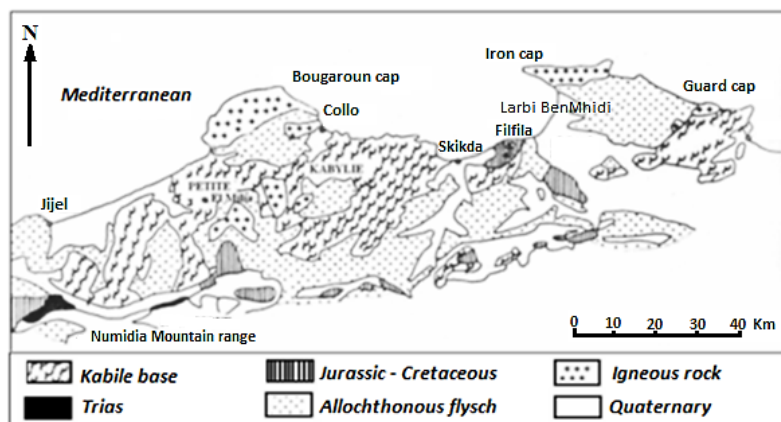 N
Iron cap
Bougaroun cap
Guard cap
Mediterranean
Collo
Larbi BenMhidi
Filfila
Skikda
KABYLIE
PETITE
Jijel
Numidia Mountain range
0 10 20 30 40 Km
Kabile base
Jurassic - Cretaceous
Igneous rock
Trias
Allochthonous flysch
Quaternary